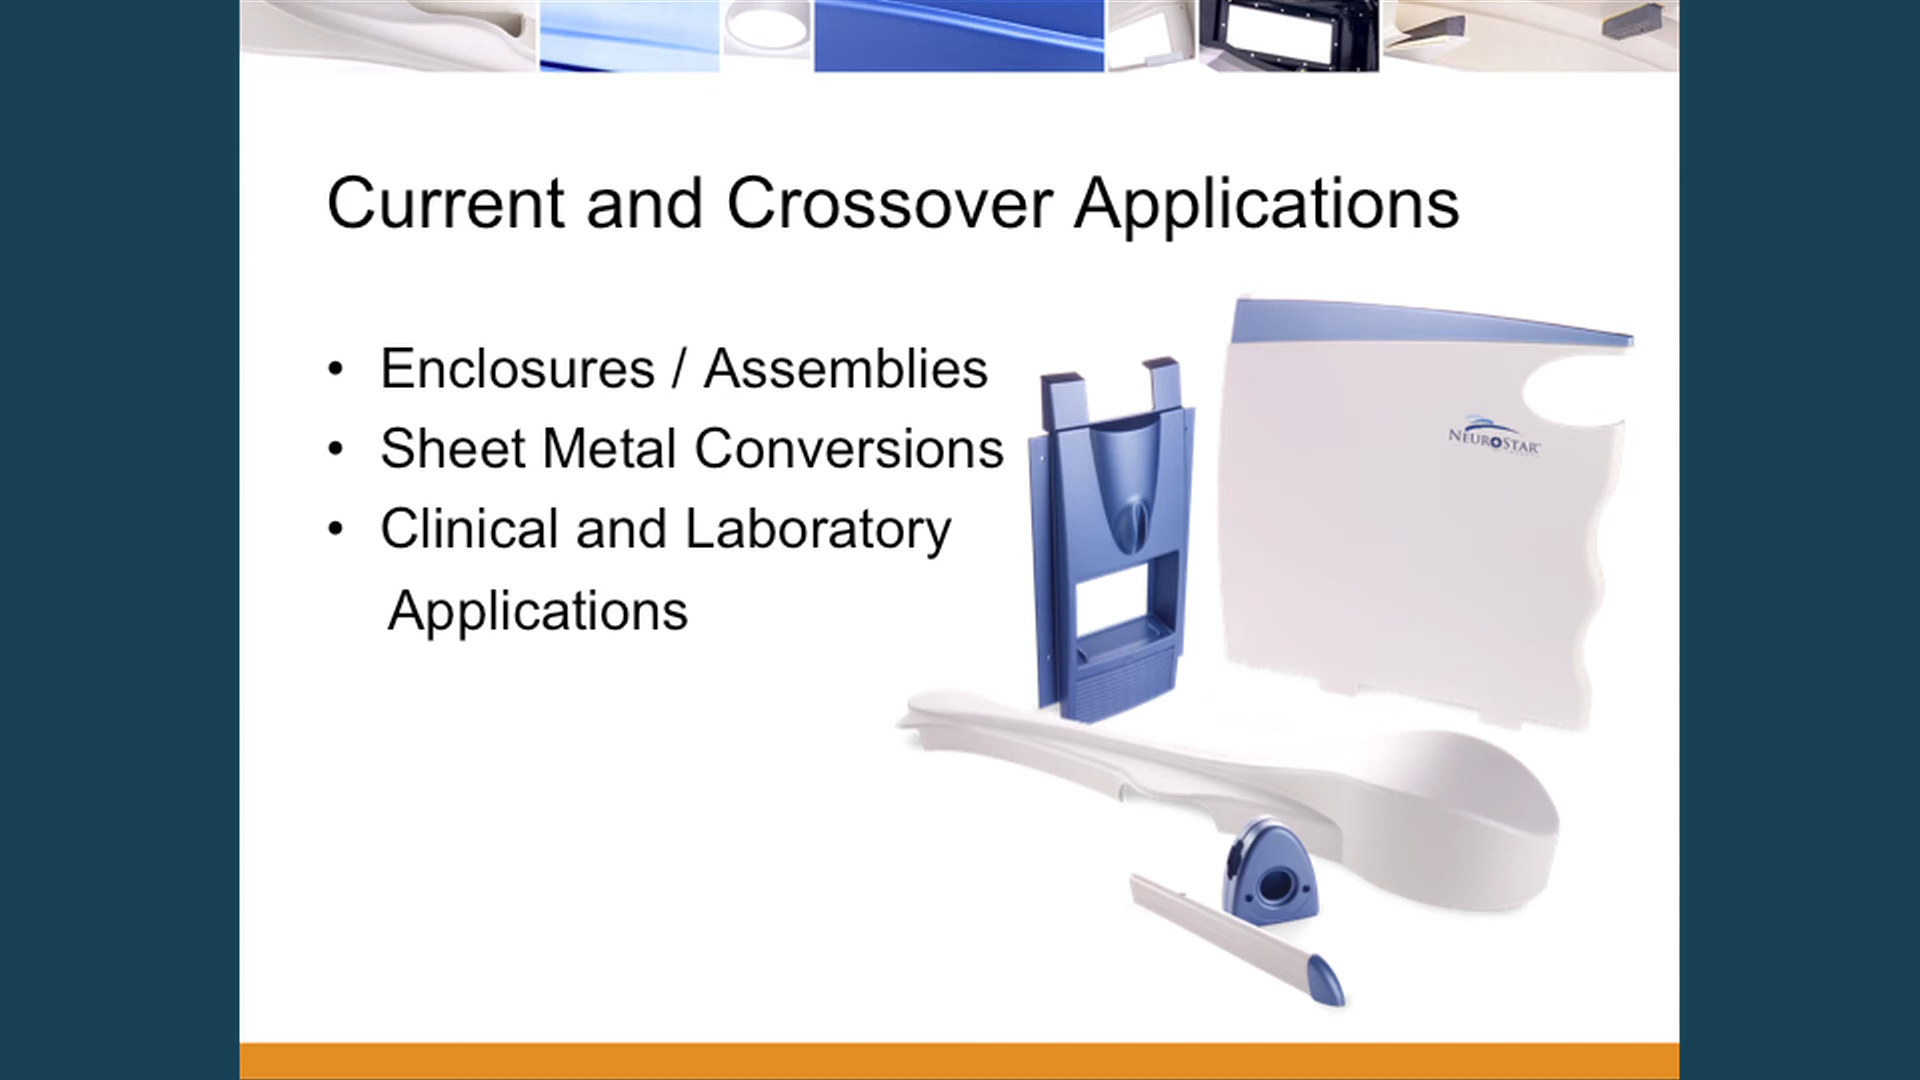 Current and Crossover Applications
• Enclosures / Assemblies
• Sheet Metal Conversions
• Clinical and Laboratory
Applications
NEUROSTAR